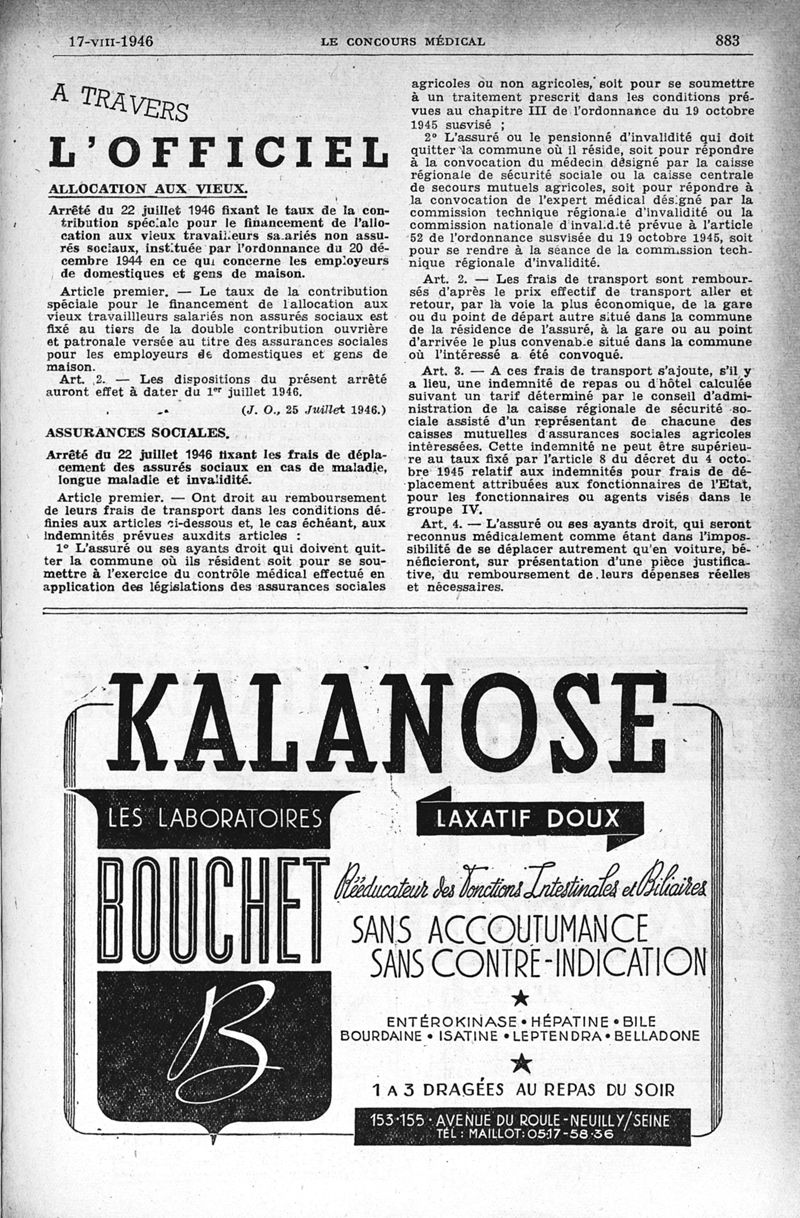 17-VIII-1946
LE CONCOURS MÉDICAL
883
A TRAVERS
L'OFFICIEL
ALLOCATION AUX VIEUX.
Arrêté du 22 juillet 1946 fixant le taux de la con-
tribution spéciale pour le financement de l'allo-
cation aux vieux travailleurs salariés non assu-
rés sociaux, instituée par l'ordonnance du 20 dé-
cembre 1944 en ce qui concerne les employeurs
de domestiques et gens de maison.
Article premier. — Le taux de la contribution
spéciale pour le financement de l'allocation aux
vieux travaillleurs salariés non assurés sociaux est
fixé au tiers de la double contribution ouvrière
et patronale versée au titre des assurances sociales
pour les employeurs de domestiques et gens de
maison.
Art. 2. — Les dispositions du présent arrêté
auront effet à dater du 1er juillet 1946.
(J. O., 25 Juillet 1946.)
ASSURANCES SOCIALES.
Arrêté du 22 juillet 1946 fixant les frais de dépla-
cement des assurés sociaux en cas de maladie,
longue maladie et invalidité.
Article premier. — Ont droit au remboursement
de leurs frais de transport dans les conditions dé-
finies aux articles ci-dessous et, le cas échéant, aux
indemnités prévues auxdits articles :
1° L'assuré ou ses ayants droit qui doivent quit-
ter la commune où ils résident soit pour se sou-
mettre à l'exercice du contrôle médical effectué en
application des législations des assurances sociales
agricoles ou non agricoles, soit pour se soumettre
à un traitement prescrit dans les conditions pré-
vues au chapitre III de l'ordonnance du 19 octobre
1945 susvisé ;
2° L'assuré ou le pensionné d'invalidité qui doit
quitter la commune où il réside, soit pour répondre
à la convocation du médecin désigné par la caisse
régionale de sécurité sociale ou la caisse centrale
de secours mutuels agricoles, soit pour répondre à
la convocation de l'expert médical désigné par la
commission technique régionale d'invalidité ou la
commission nationale d'invalidité prévue à l'article
52 de l'ordonnance susvisée du 19 octobre 1945, soit
pour se rendre à la séance de la commission tech-
nique régionale d'invalidité.
Art. 2. — Les frais de transport sont rembour-
sés d'après le prix effectif de transport aller et
retour, par la voie la plus économique, de la gare
ou du point de départ autre situé dans la commune
de la résidence de l'assuré, à la gare ou au point
d'arrivée le plus convenable situé dans la commune
où l'intéressé a été convoqué.
Art. 3. — A ces frais de transport s'ajoute, s'il y
a lieu, une indemnité de repas ou d'hôtel calculée
suivant un tarif déterminé par le conseil d'admi-
nistration de la caisse régionale de sécurité so-
ciale assisté d'un représentant de chacune des
caisses mutuelles d'assurances sociales agricoles
intéressées. Cette indemnité ne peut être supérieu-
re au taux fixé par l'article 8 du décret du 4 octo-
bre 1945 relatif aux indemnités pour frais de dé-
placement attribuées aux fonctionnaires de l'Etat,
pour les fonctionnaires ou agents visés dans le
groupe IV.
Art. 4. — L'assuré ou ses ayants droit, qui seront
reconnus médicalement comme étant dans l'impos-
sibilité de se déplacer autrement qu'en voiture, bé-
néficieront, sur présentation d'une pièce justifica-
tive, du remboursement de leurs dépenses réelles
et nécessaires.
KALANOSE
LES LABORATOIRES
BOUCHET
B
LAXATIF DOUX
Rééducateur des Fonctions Intestinales et Biliaires
SANS ACCOUTUMANCE
SANS CONTRE-INDICATION
ENTÉROKINASE • HÉPATINE • BILE
BOURDAINE • ISATINE • LEPTENDRA • BELLADONE
1 A 3 DRAGÉES AU REPAS DU SOIR
153-155 · AVENUE DU ROULE - NEUILLY/SEINE
TÉL : MAILLOT: 05-17 - 58-36